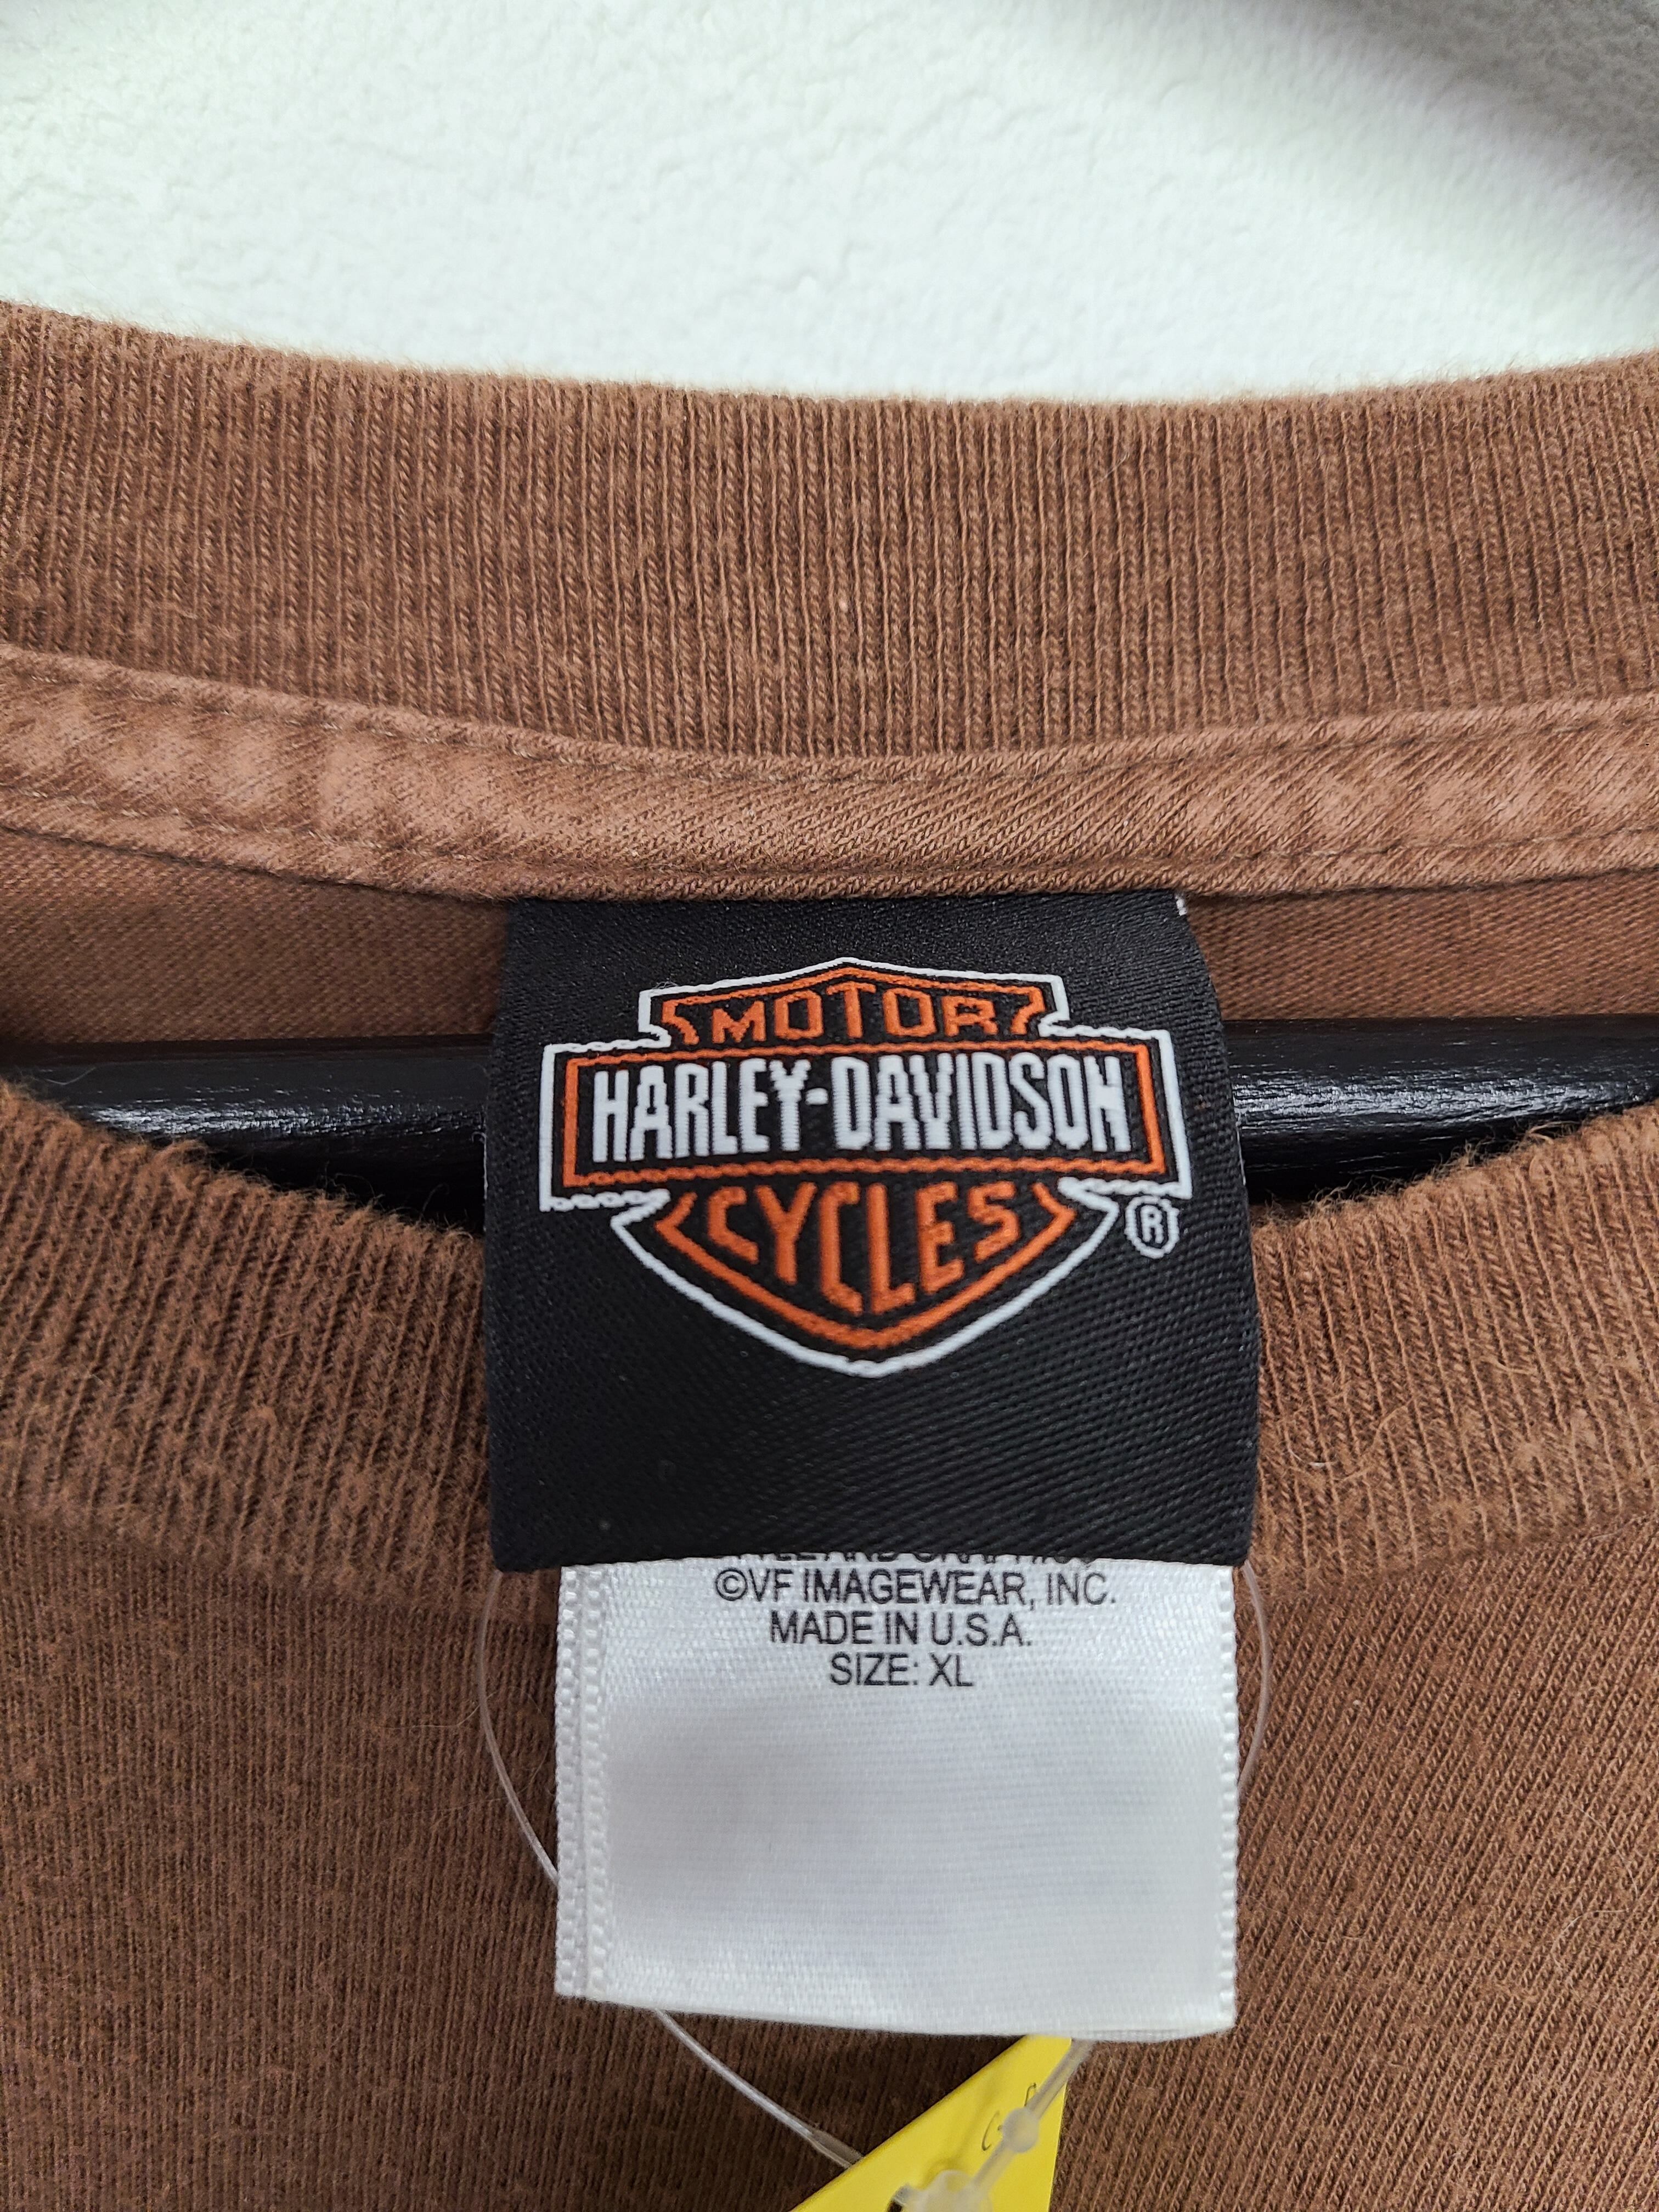 MOTOR
HARLEY-DAVIDSON
CYCLES
®
©VF IMAGEWEAR, INC.
MADE IN U.S.A.
SIZE: XL